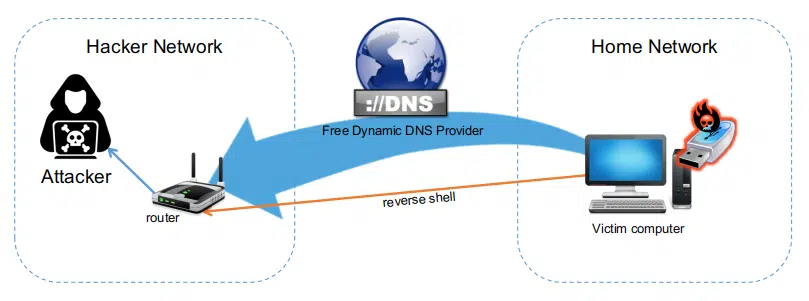 Hacker Network
Home Network
://DNS
Free Dynamic DNS Provider
Attacker
router
reverse shell
Victim computer